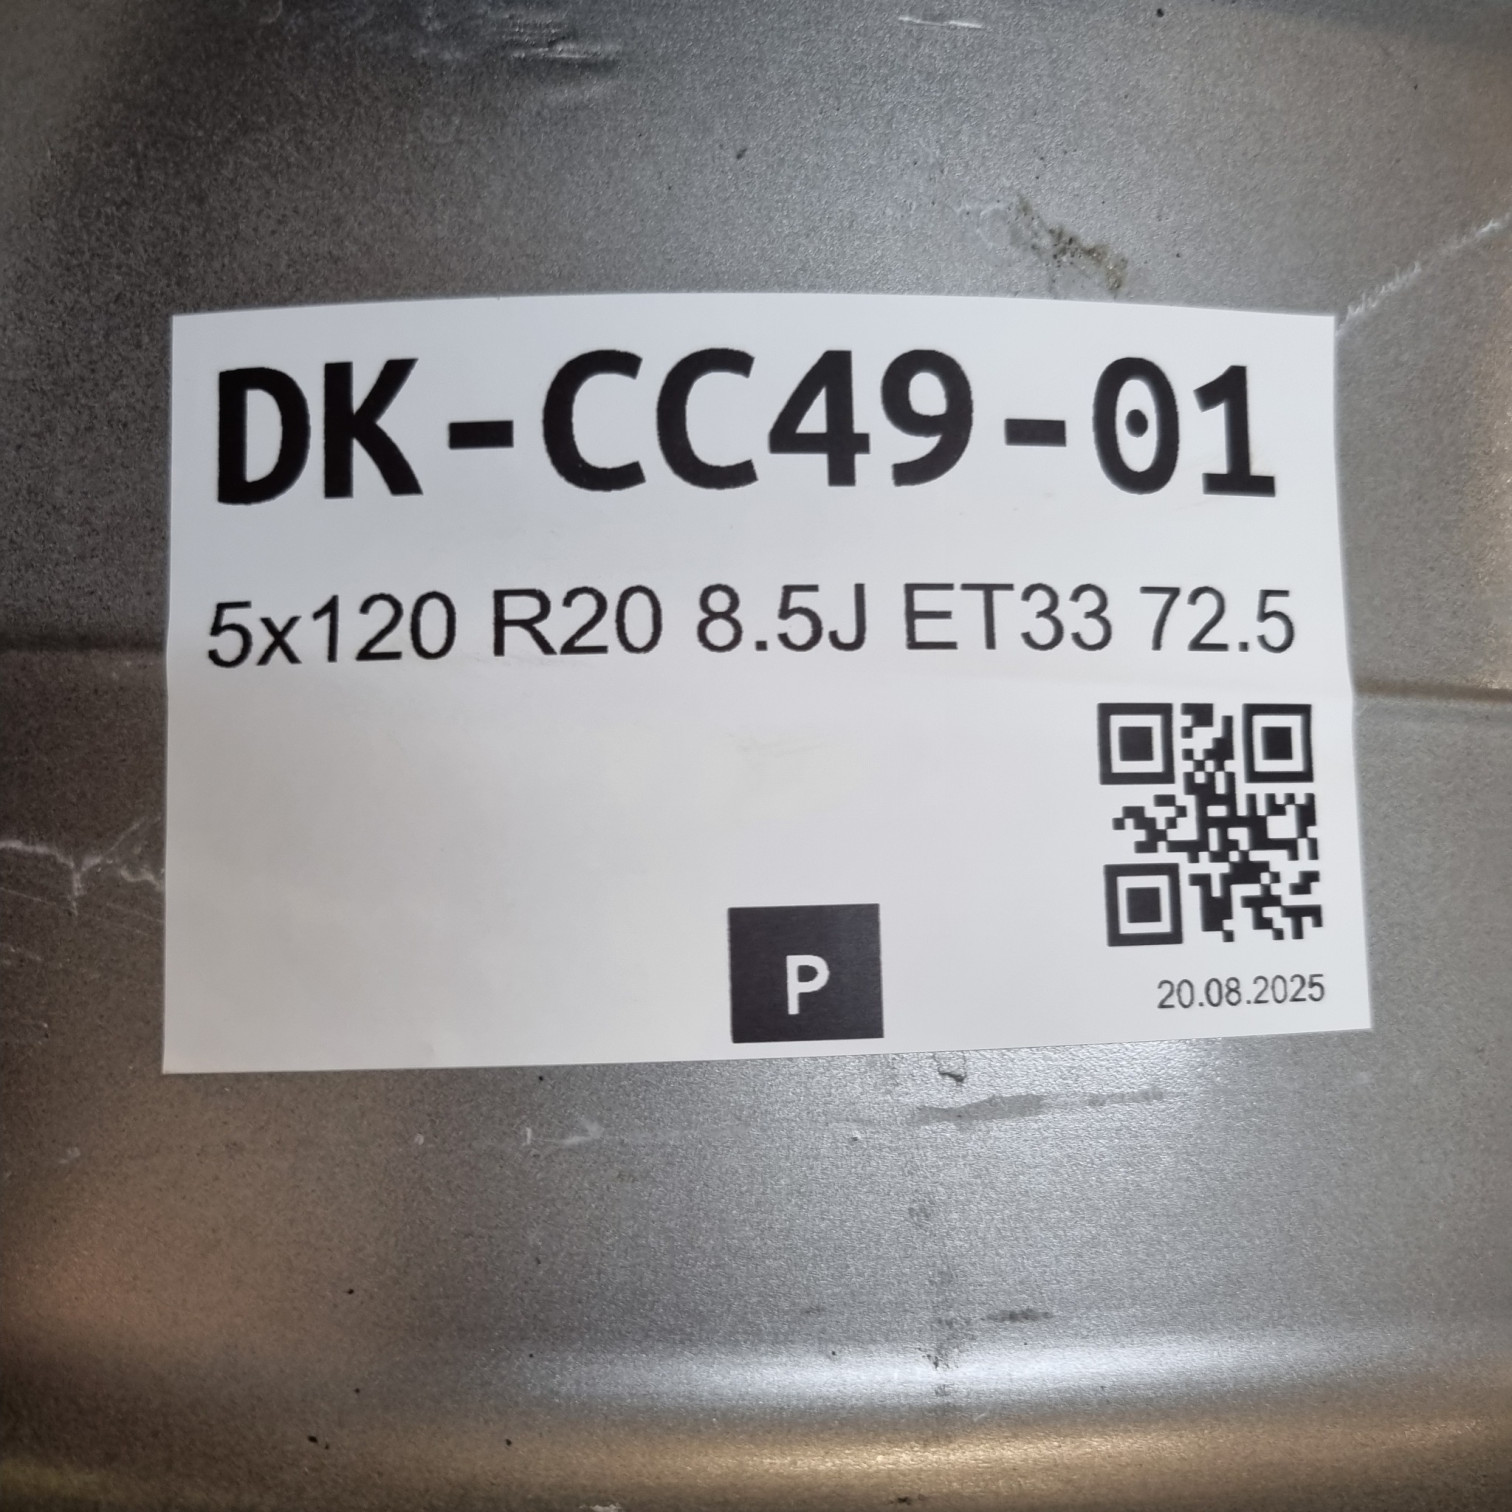 DK-CC49-01
5x120 R20 8.5J ET33 72.5
P
20.08.2025